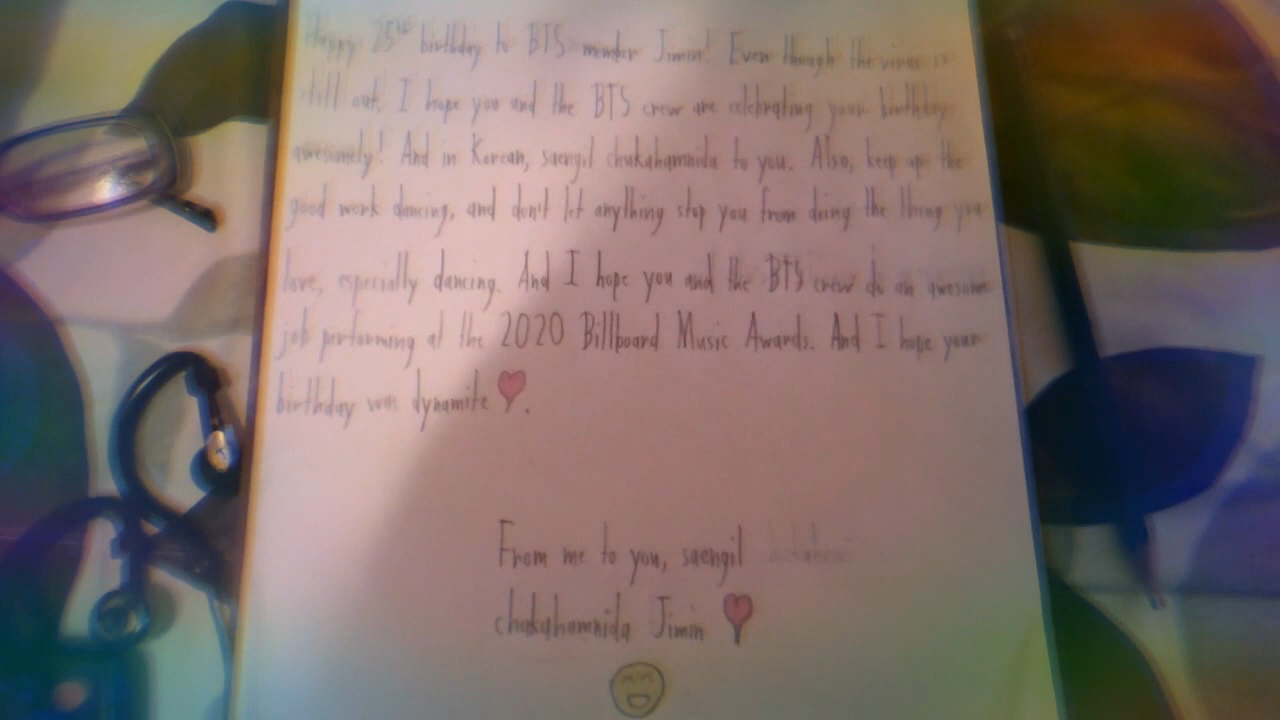 Happy 25th birthday to BTS member Jimin! Even though the virus is
still out, I hope you and the BTS crew are celebrating your birthday
awesomely! And in Korean, saengil chukahamnida to you. Also, keep up the
good work dancing, and don't let anything stop you from doing the thing you
love, especially dancing. And I hope you and the BTS crew do an awesome
job performing at the 2020 Billboard Music Awards. And I hope your
birthday was dynamite ♥.
From me to you, saengil
chukahamnida Jimin ♥